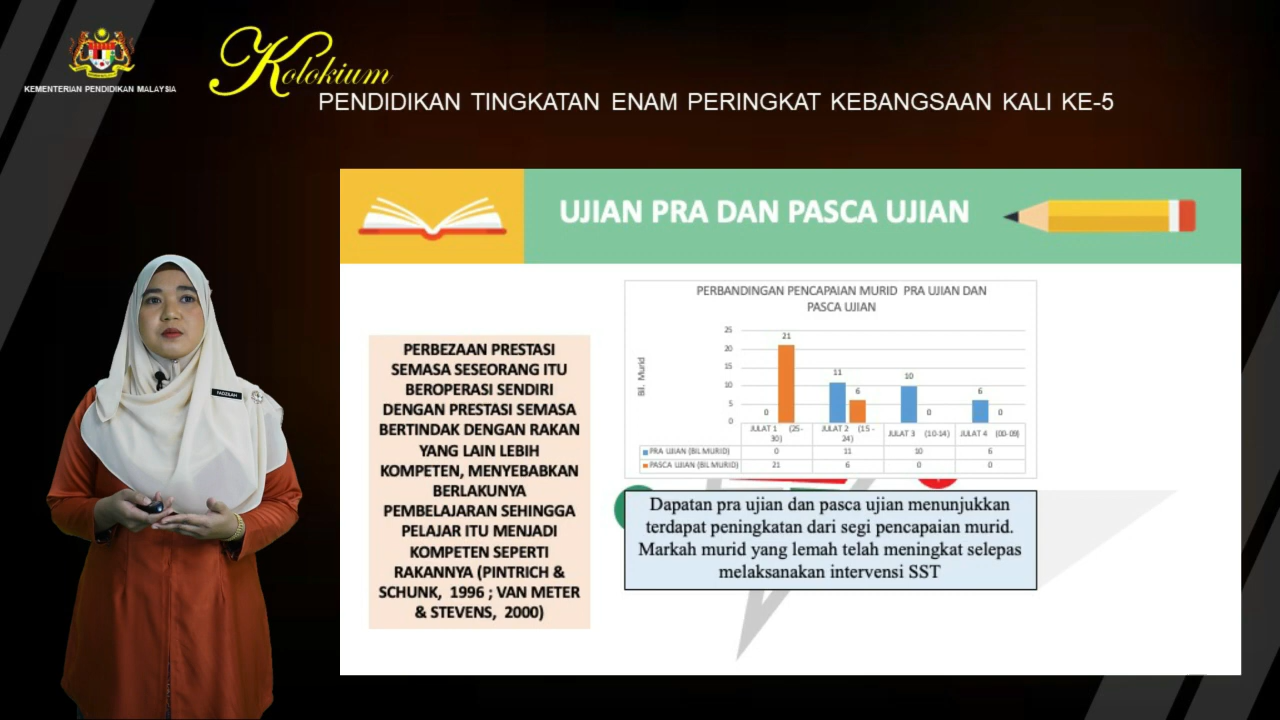 KEMENTERIAN PENDIDIKAN MALAYSIA
Kolokium
PENDIDIKAN TINGKATAN ENAM PERINGKAT KEBANGSAAN KALI KE-5
UJIAN PRA DAN PASCA UJIAN
PERBEZAAN PRESTASI
SEMASA SESEORANG ITU
BEROPERASI SENDIRI
DENGAN PRESTASI SEMASA
BERTINDAK DENGAN RAKAN
YANG LAIN LEBIH
KOMPETEN, MENYEBABKAN
BERLAKUNYA
PEMBELAJARAN SEHINGGA
PELAJAR ITU MENJADI
KOMPETEN SEPERTI
RAKANNYA (PINTRICH &
SCHUNK, 1996 ; VAN METER
& STEVENS, 2000)
PERBANDINGAN PENCAPAIAN MURID PRA UJIAN DAN
PASCA UJIAN
Bil. Murid
25
20
15
10
5
0
0
21
11
6
10
0
6
0
JULAT 1 (25-
30)
JULAT 2 (15 -
24)
JULAT 3 (10-14)
JULAT 4 (00-09)
PRA UJIAN (BIL MURID) 0 11 10 6
PASCA UJIAN (BIL MURID) 21 6 0 0
Dapatan pra ujian dan pasca ujian menunjukkan
terdapat peningkatan dari segi pencapaian murid.
Markah murid yang lemah telah meningkat selepas
melaksanakan intervensi SST
FADZILAH